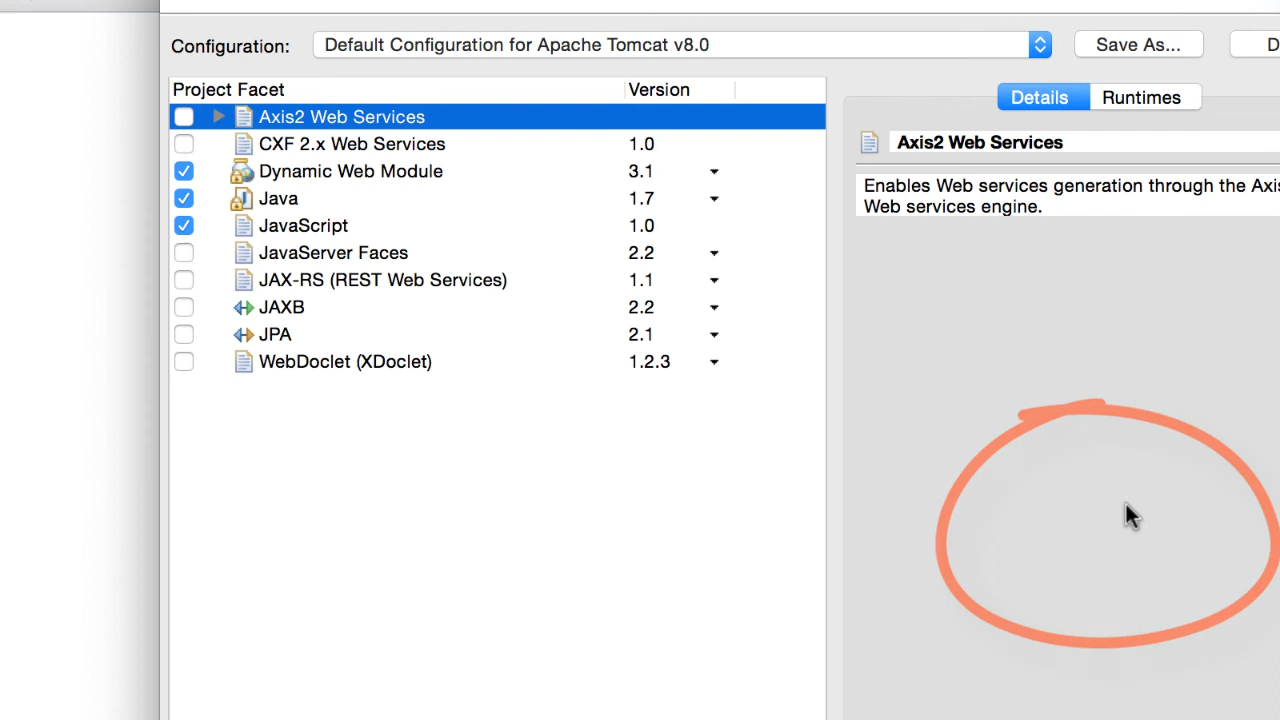 Configuration: Default Configuration for Apache Tomcat v8.0 Save As...
Project Facet Version
Details Runtimes
Axis2 Web Services
CXF 2.x Web Services 1.0
Dynamic Web Module 3.1
Java 1.7
JavaScript 1.0
JavaServer Faces 2.2
JAX-RS (REST Web Services) 1.1
JAXB 2.2
JPA 2.1
WebDoclet (XDoclet) 1.2.3
Axis2 Web Services
Enables Web services generation through the
Web services engine.